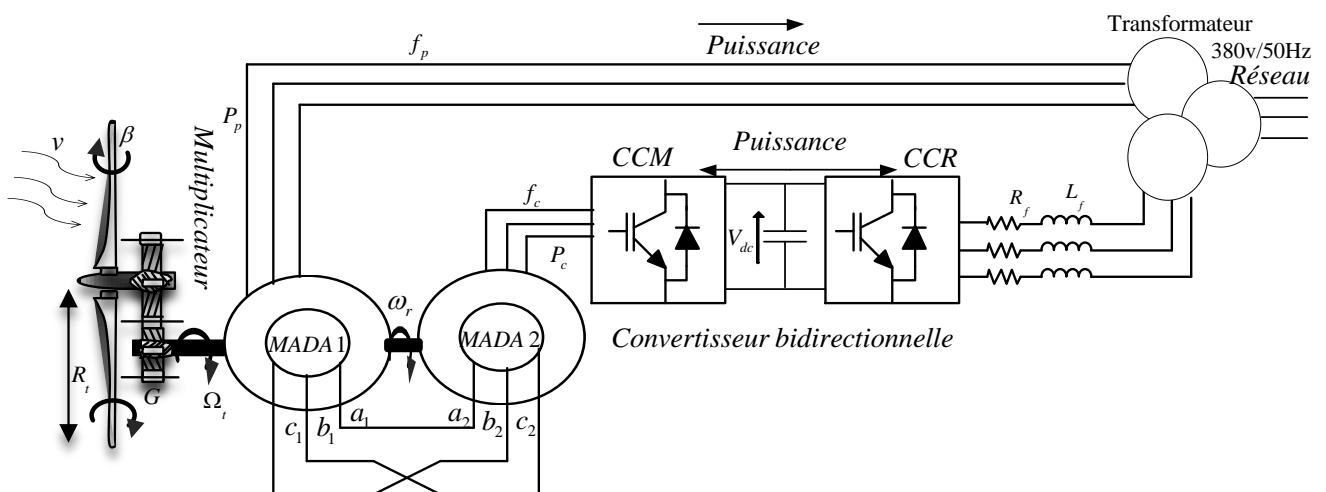 Transformateur
380v/50Hz
Réseau
Puissance
f_p
P_p
Multiplicateur
v
β
CCM
Puissance
CCR
f_c
P_c
V_dc
R_f
L_f
Convertisseur bidirectionnelle
ω_r
MADA 1
MADA 2
R_t
G
Ω_t
c_1
b_1
a_1
a_2
b_2
c_2